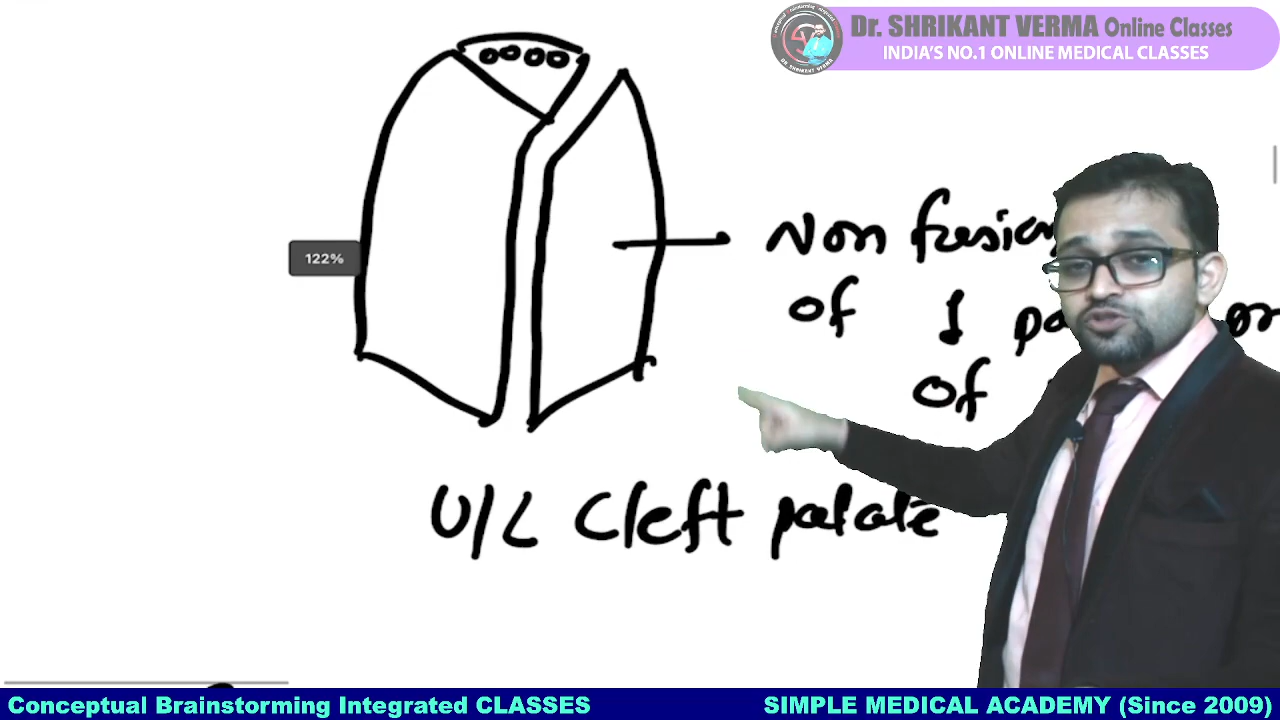 Dr. SHRIKANT VERMA Online Classes
INDIA'S NO.1 ONLINE MEDICAL CLASSES
122%
Non fusion
of 1
of
U/L Cleft palate
Conceptual Brainstorming Integrated CLASSES
SIMPLE MEDICAL ACADEMY (Since 2009)